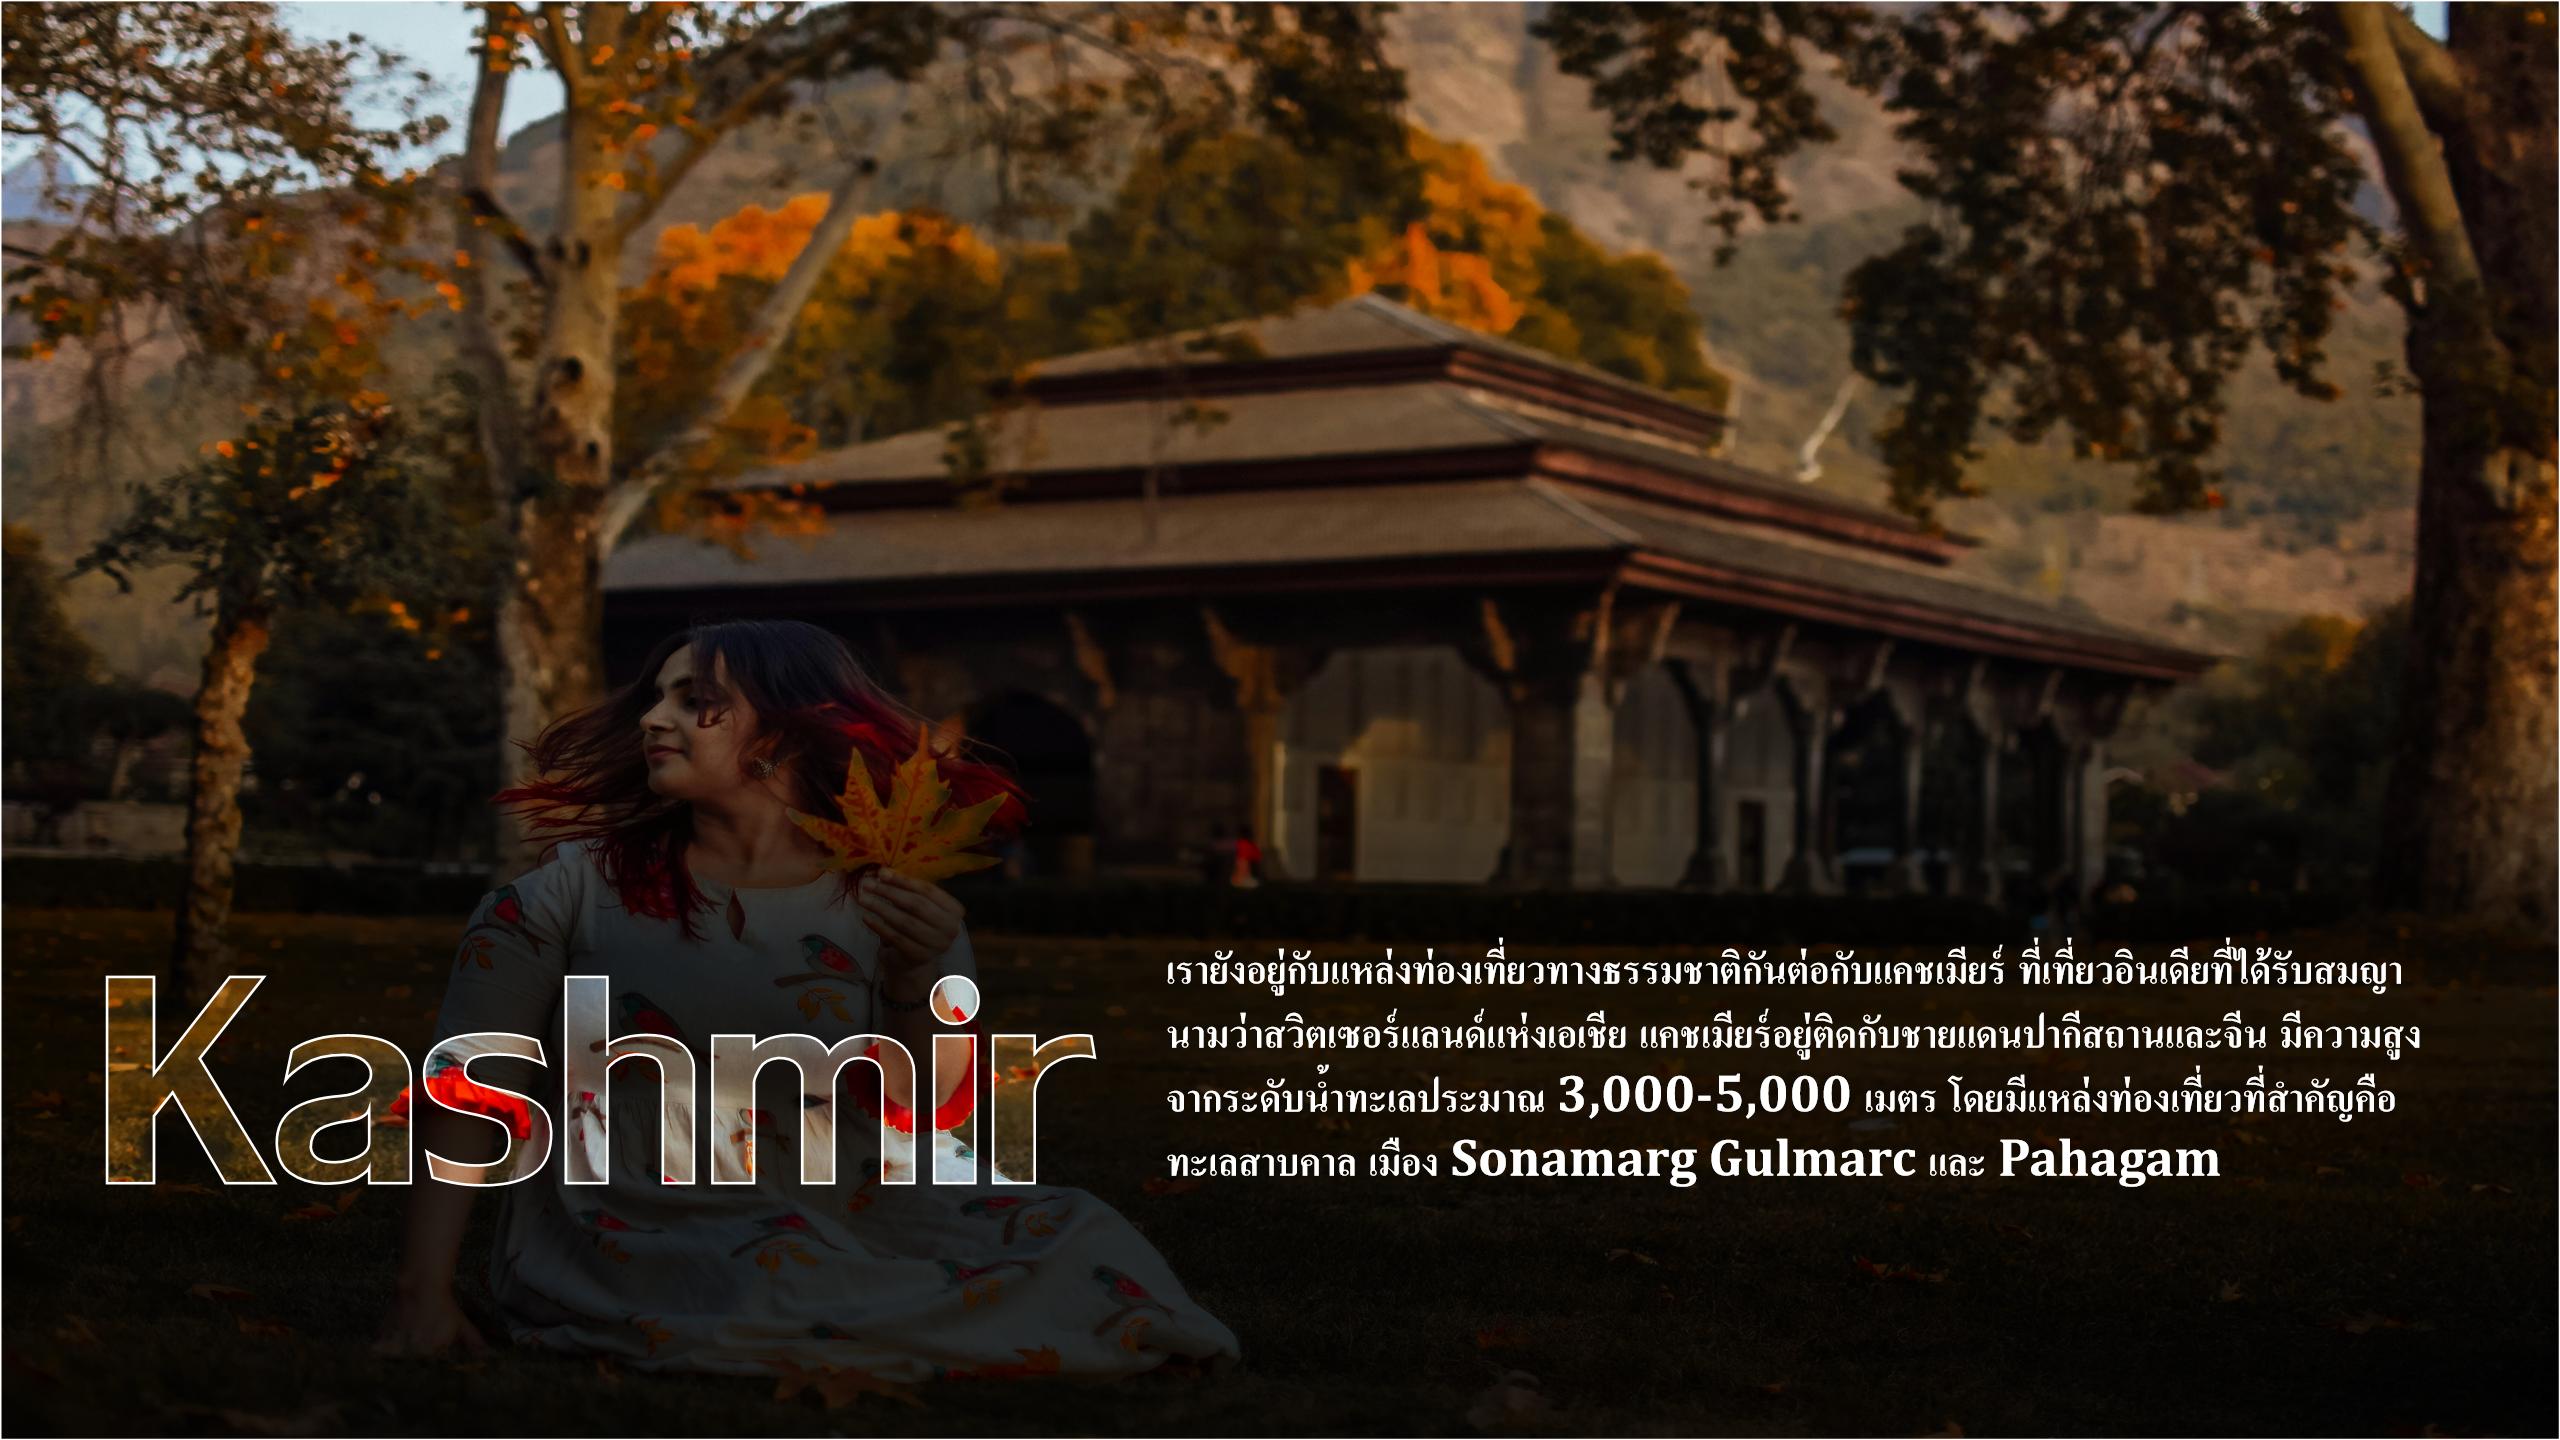 Kashmir
เรายังอยู่กับแหล่งท่องเที่ยวทางธรรมชาติกันต่อกับแคชเมียร์ ที่เที่ยวอินเดียที่ได้รับสมญา
นามว่าสวิตเซอร์แลนด์แห่งเอเชีย แคชเมียร์อยู่ติดกับชายแดนปากีสถานและจีน มีความสูง
จากระดับน้ำทะเลประมาณ 3,000-5,000 เมตร โดยมีแหล่งท่องเที่ยวที่สำคัญคือ
ทะเลสาบคาล เมือง Sonamarg Gulmarc และ Pahagam